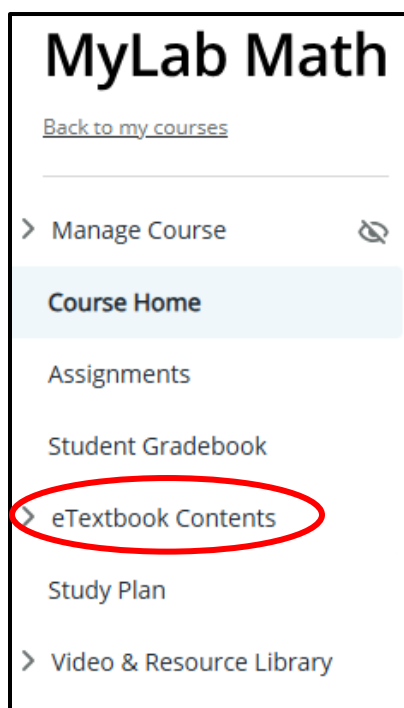 MyLab Math
Back to my courses
Manage Course
Course Home
Assignments
Student Gradebook
eTextbook Contents
Study Plan
Video & Resource Library